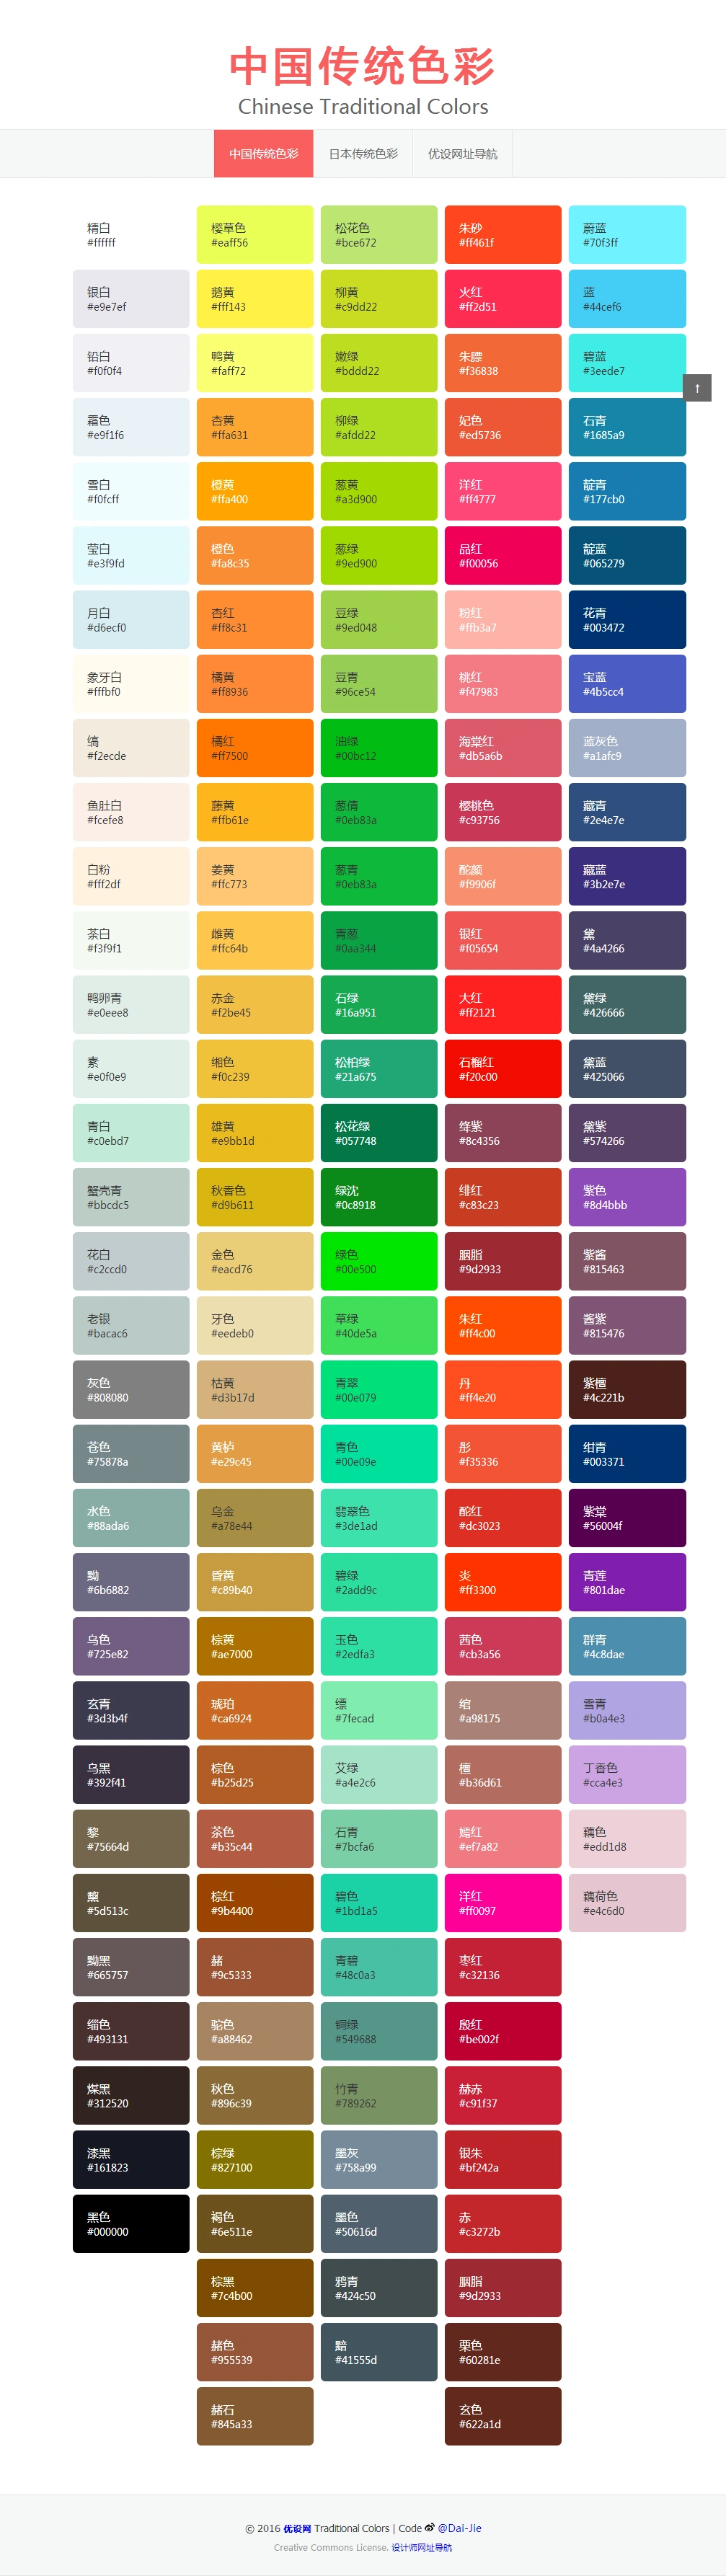 中国传统色彩
Chinese Traditional Colors
中国传统色彩
日本传统色彩
优设网址导航
精白
#ffffff
银白
#e9e7ef
铅白
#f0f0f4
霜色
#e9f1f6
雪白
#f0fcff
莹白
#e3f9fd
月白
#d6ecf0
象牙白
#fffbf0
缟
#f2ecde
鱼肚白
#fcefe8
白粉
#fff2df
茶白
#f3f9f1
鸭卵青
#e0eee8
素
#e0f0e9
青白
#c0ebd7
蟹壳青
#bbcdc5
花白
#c2ccd0
老银
#bacac6
灰色
#808080
苍色
#75878a
水色
#88ada6
黝
#6b6882
乌色
#725e82
玄青
#3d3b4f
乌黑
#392f41
黎
#75664d
黧
#5d513c
黝黑
#665757
缁色
#493131
煤黑
#312520
漆黑
#161823
黑色
#000000
樱草色
#eaff56
鹅黄
#fff143
鸭黄
#faff72
杏黄
#ffa631
橙黄
#ffa400
橙色
#fa8c35
杏红
#ff8c31
橘黄
#ff8936
橘红
#ff7500
藤黄
#ffb61e
姜黄
#ffc773
雌黄
#ffc64b
赤金
#f2be45
缃色
#f0c239
雄黄
#e9bb1d
秋香色
#d9b611
金色
#eacd76
牙色
#eedeb0
枯黄
#d3b17d
黄栌
#e29c45
乌金
#a78e44
昏黄
#c89b40
棕黄
#ae7000
琥珀
#ca6924
棕色
#b25d25
茶色
#b35c44
棕红
#9b4400
赭
#9c5333
驼色
#a88462
秋色
#896c39
棕绿
#827100
褐色
#6e511e
棕黑
#7c4b00
赭色
#955539
赭石
#845a33
松花色
#bce672
柳黄
#c9dd22
嫩绿
#bddd22
柳绿
#afdd22
葱黄
#a3d900
葱绿
#9ed900
豆绿
#9ed048
豆青
#96ce54
油绿
#00bc12
葱倩
#0eb83a
葱青
#0eb83a
青葱
#0aa344
石绿
#16a951
松柏绿
#21a675
松花绿
#057748
绿沈
#0c8918
绿色
#00e500
草绿
#40de5a
青翠
#00e079
青色
#00e09e
翡翠色
#3de1ad
碧绿
#2add9c
玉色
#2edfa3
缥
#7fecad
艾绿
#a4e2c6
石青
#7bcfa6
碧色
#1bd1a5
青碧
#48c0a3
铜绿
#549688
竹青
#789262
墨灰
#758a99
墨色
#50616d
鸦青
#424c50
黯
#41555d
朱砂
#ff461f
火红
#ff2d51
朱膘
#f36838
妃色
#ed5736
洋红
#ff4777
品红
#f00056
粉红
#ffb3a7
桃红
#f47983
海棠红
#db5a6b
樱桃色
#c93756
酡颜
#f9906f
银红
#f05654
大红
#ff2121
石榴红
#f20c00
绛紫
#8c4356
绯红
#c83c23
胭脂
#9d2933
朱红
#ff4c00
丹
#ff4e20
彤
#f35336
酡红
#dc3023
炎
#ff3300
茜色
#cb3a56
绾
#a98175
檀
#b36d61
嫣红
#ef7a82
洋红
#ff0097
枣红
#c32136
殷红
#be002f
赫赤
#c91f37
银朱
#bf242a
赤
#c3272b
胭脂
#9d2933
栗色
#60281e
玄色
#622a1d
蔚蓝
#70f3ff
蓝
#44cef6
碧蓝
#3eede7
石青
#1685a9
靛青
#177cb0
靛蓝
#065279
花青
#003472
宝蓝
#4b5cc4
蓝灰色
#a1afc9
藏青
#2e4e7e
藏蓝
#3b2e7e
黛
#4a4266
黛绿
#426666
黛蓝
#425066
黛紫
#574266
紫色
#8d4bbb
紫酱
#815463
酱紫
#815476
紫檀
#4c221b
绀青
#003371
紫棠
#56004f
青莲
#801dae
群青
#4c8dae
雪青
#b0a4e3
丁香色
#cca4e3
藕色
#edd1d8
藕荷色
#e4c6d0
↑
© 2016 优设网 Traditional Colors | Code @Dai-Jie
Creative Commons License. 设计师网址导航